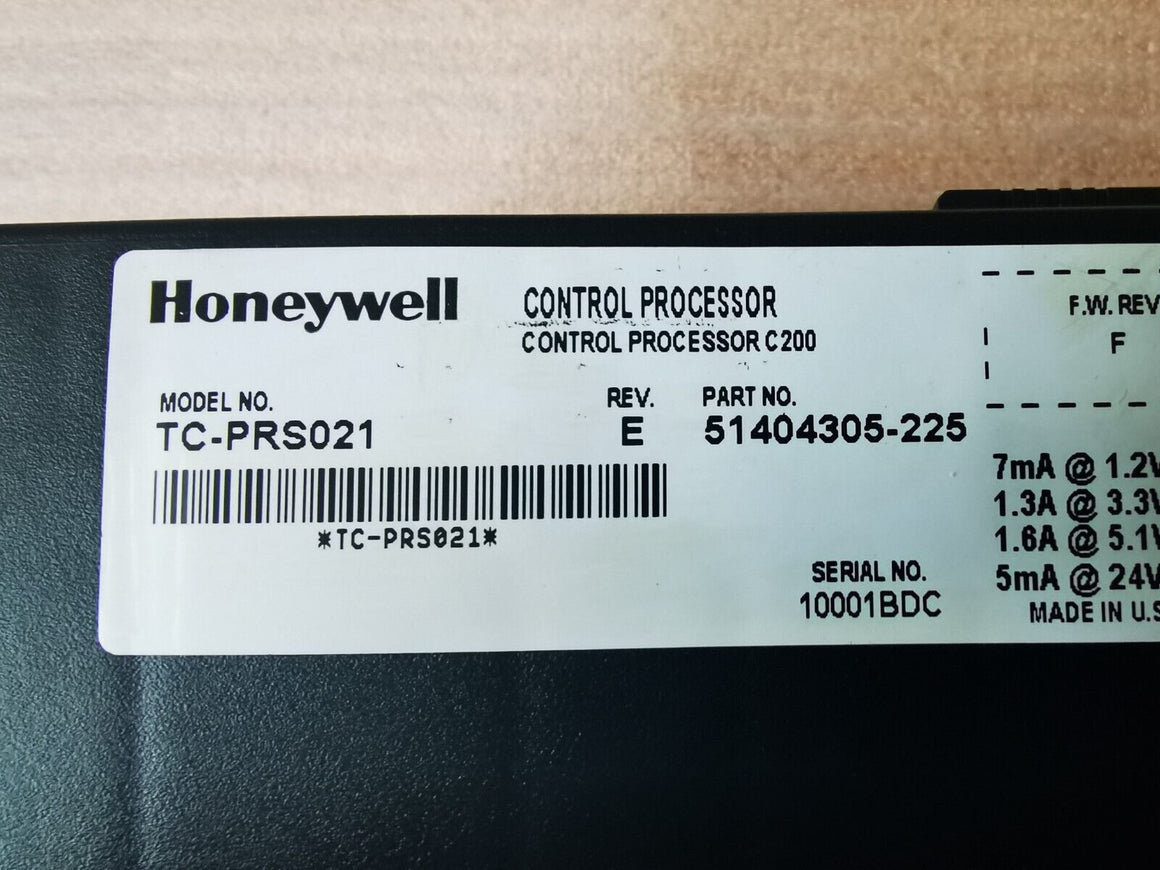 Honeywell
CONTROL PROCESSOR
CONTROL PROCESSOR C200
F.W. REV
F
MODEL NO.
TC-PRS021
REV.
E
PART NO.
51404305-225
*TC-PRS021*
7mA @ 1.2V
1.3A @ 3.3V
1.6A @ 5.1V
5mA @ 24V
SERIAL NO.
10001BDC
MADE IN U.S